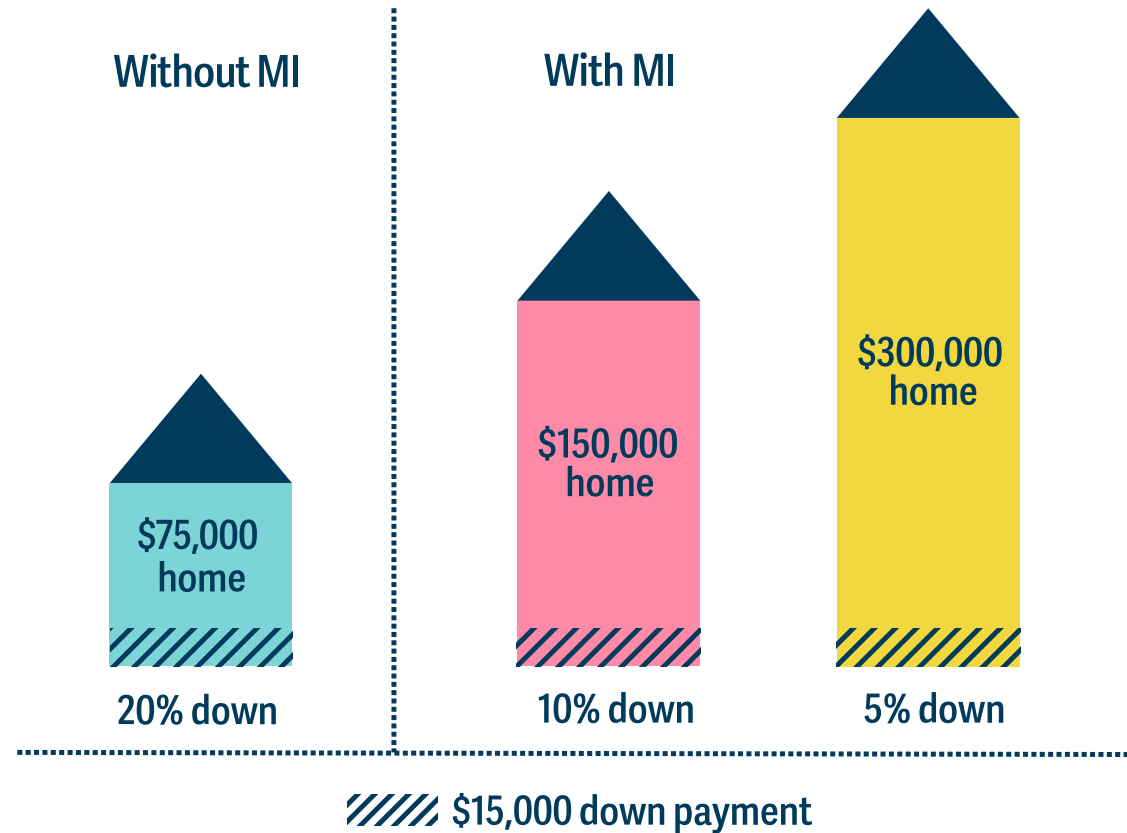 Without MI
With MI
$75,000
home
20% down
$150,000
home
10% down
$300,000
home
5% down
$15,000 down payment